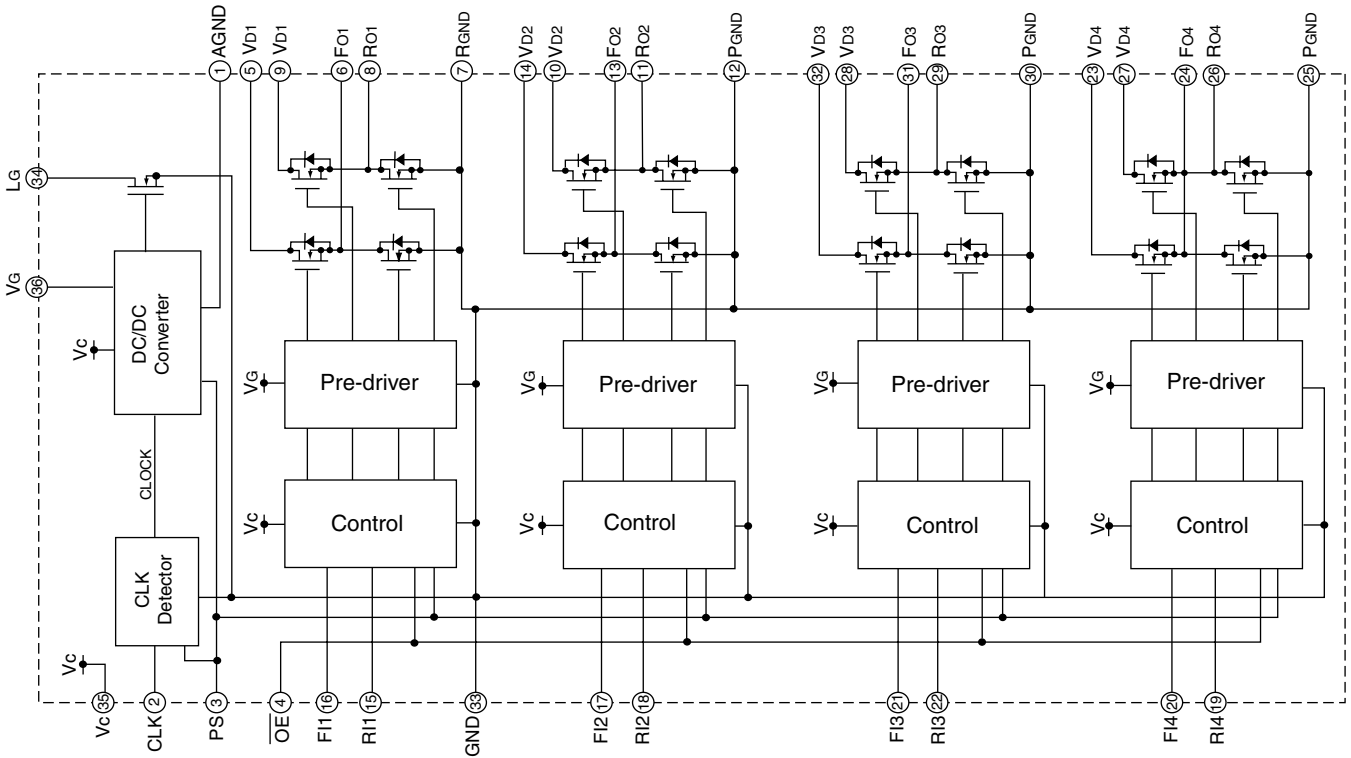 1 AGND
5 VD1
9 VD1
6 FO1
8 RO1
7 RGND
14 VD2
10 VD2
13 FO2
11 RO2
12 PGND
32 VD3
28 VD3
31 FO3
29 RO3
30 PGND
23 VD4
27 VD4
24 FO4
26 RO4
25 PGND
LG 34
VG 36
DC/DC
Converter
VC
CLOCK
CLK
Detector
VC
VG
Pre-driver
VG
Pre-driver
VG
Pre-driver
VG
Pre-driver
VC
Control
VC
Control
VC
Control
VC
Control
VC 35
CLK 2
PS 3
OE 4
FI1 16
RI1 15
GND 33
FI2 17
RI2 18
FI3 21
RI3 22
FI4 20
RI4 19